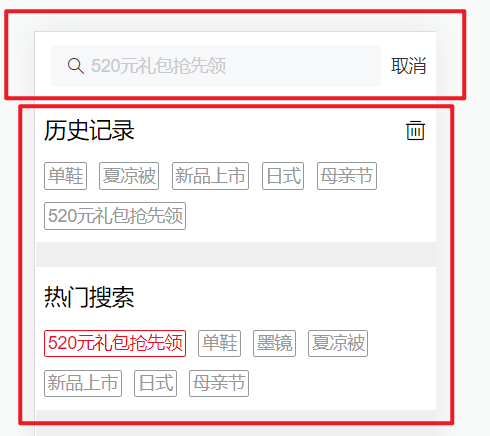 520元礼包抢先领 取消
历史记录
单鞋 夏凉被 新品上市 日式 母亲节
520元礼包抢先领
热门搜索
520元礼包抢先领 单鞋 墨镜 夏凉被
新品上市 日式 母亲节